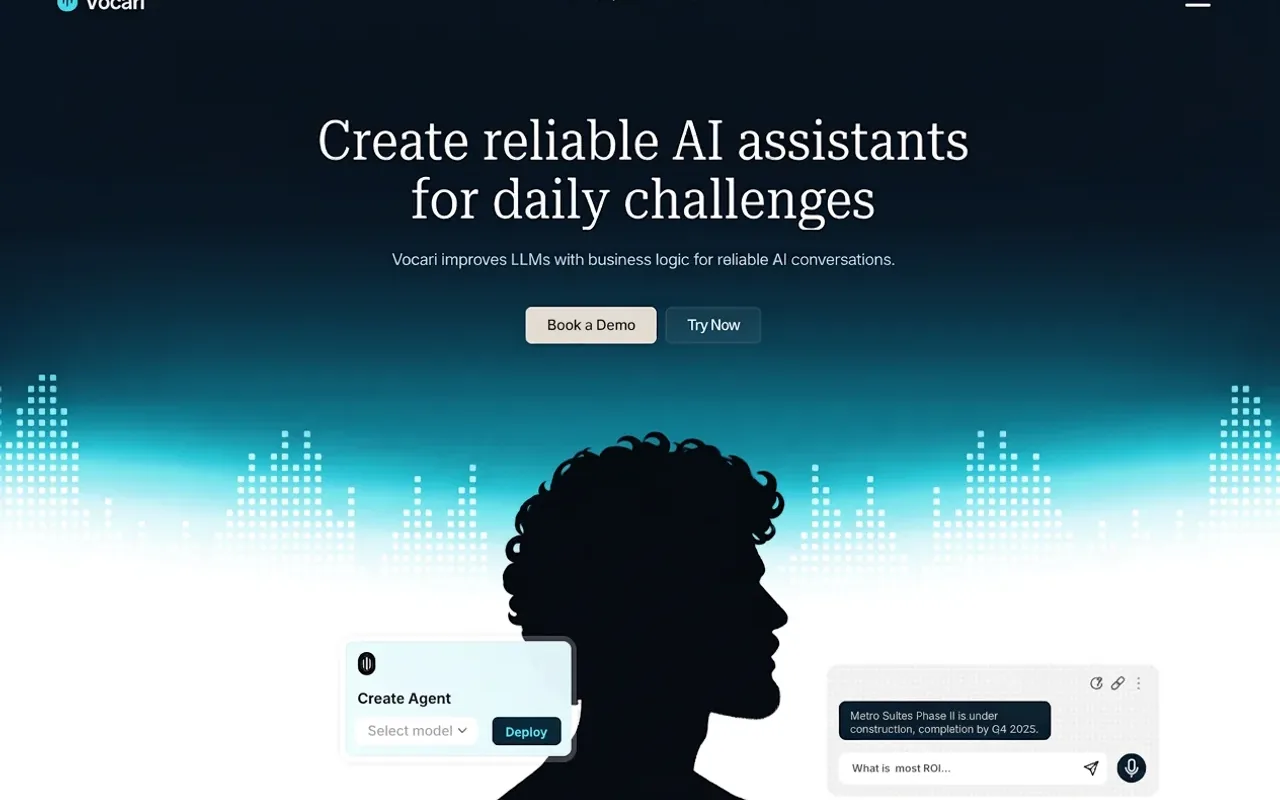 Vocari
Create reliable AI assistants
for daily challenges
Vocari improves LLMs with business logic for reliable AI conversations.
Book a Demo
Try Now
Create Agent
Select model
Deploy
Metro Suites Phase II is under
construction, completion by Q4 2025.
What is most ROI...